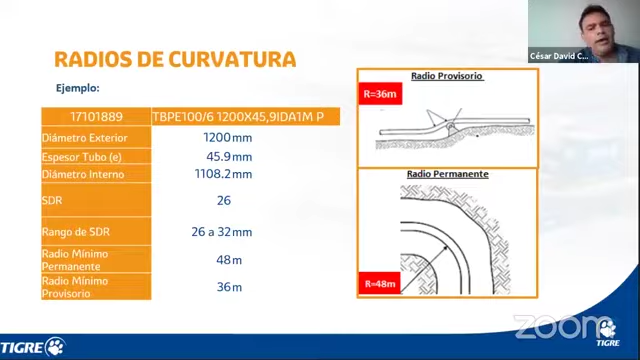 César David C...
RADIOS DE CURVATURA
Ejemplo:
17101889 TBPE100/6 1200X45,9IDA1M P
Diámetro Exterior 1200mm
Espesor Tubo (e) 45.9mm
Diámetro Interno 1108.2mm
SDR 26
Rango de SDR 26 a 32mm
Radio Mínimo Permanente 48m
Radio Mínimo Provisorio 36m
Radio Provisorio
R=36m
Radio Permanente
R=48m
TIGRE
zoom
TIGRE